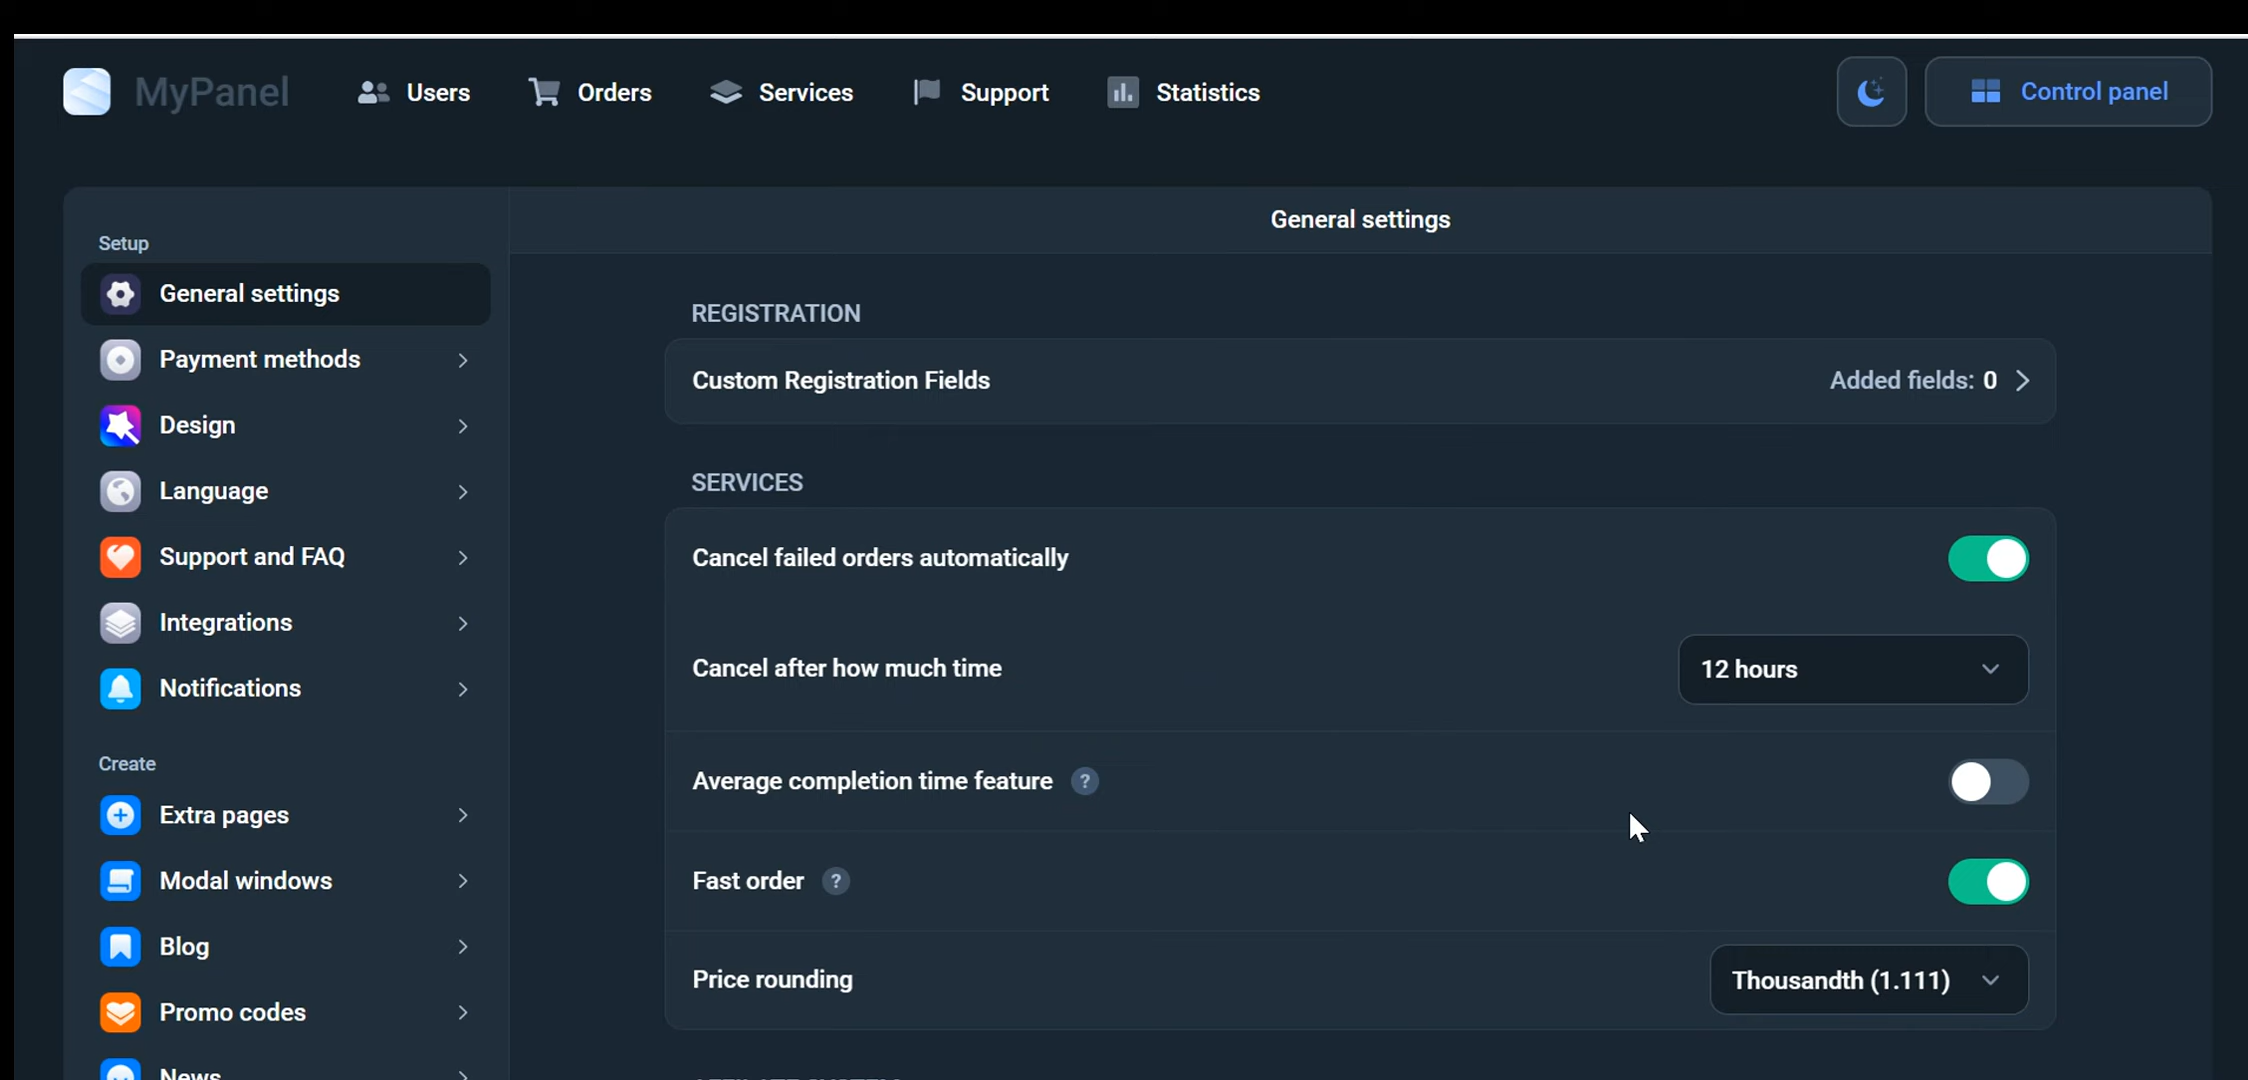 MyPanel
Users
Orders
Services
Support
Statistics
Control panel
Setup
General settings
Payment methods
Design
Language
Support and FAQ
Integrations
Notifications
Create
Extra pages
Modal windows
Blog
Promo codes
News
General settings
REGISTRATION
Custom Registration Fields
Added fields: 0
SERVICES
Cancel failed orders automatically
Cancel after how much time
12 hours
Average completion time feature ?
Fast order ?
Price rounding
Thousandth (1.111)